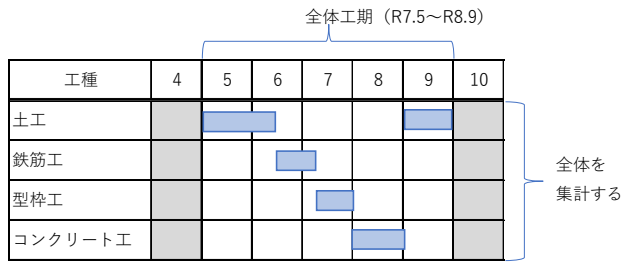 全体工期（R7.5～R8.9）
工種 4 5 6 7 8 9 10
土工
鉄筋工
型枠工
コンクリート工
全体を
集計する